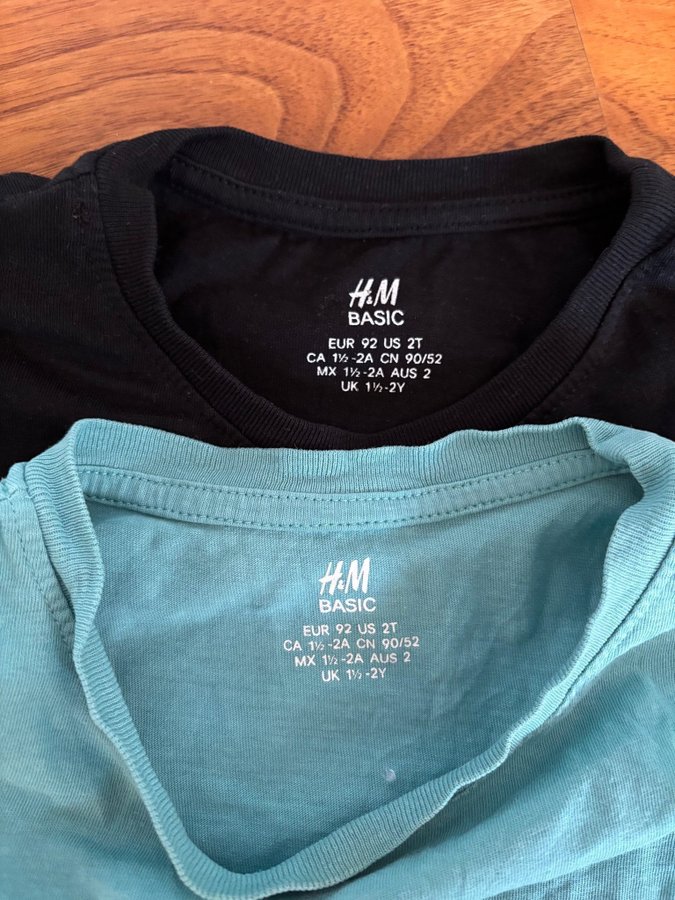 H&M
BASIC
EUR 92 US 2T
CA 1½-2A CN 90/52
MX 1½-2A AUS 2
UK 1½-2Y
H&M
BASIC
EUR 92 US 2T
CA 1½-2A CN 90/52
MX 1½-2A AUS 2
UK 1½-2Y